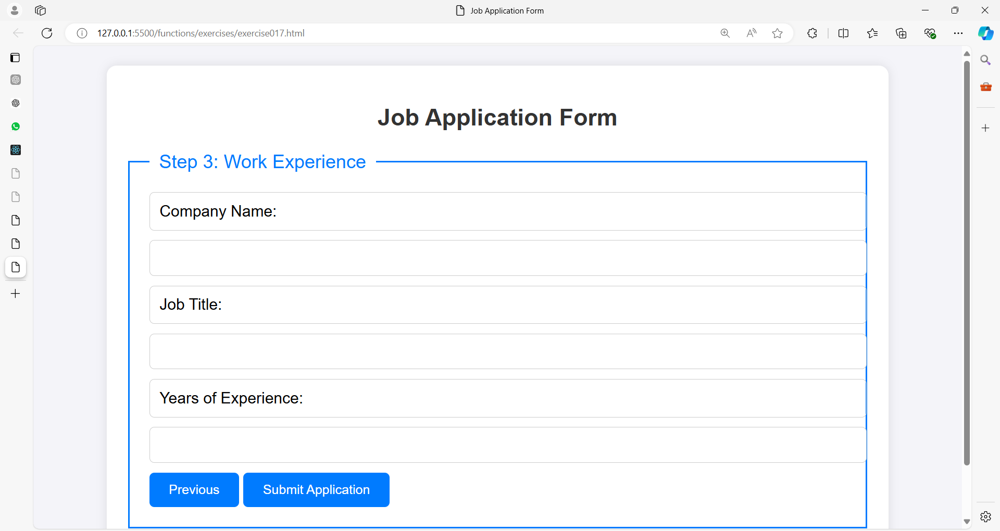 Job Application Form
127.0.0.1:5500/functions/exercises/exercise017.html
Job Application Form
Step 3: Work Experience
Company Name:
Job Title:
Years of Experience:
Previous
Submit Application